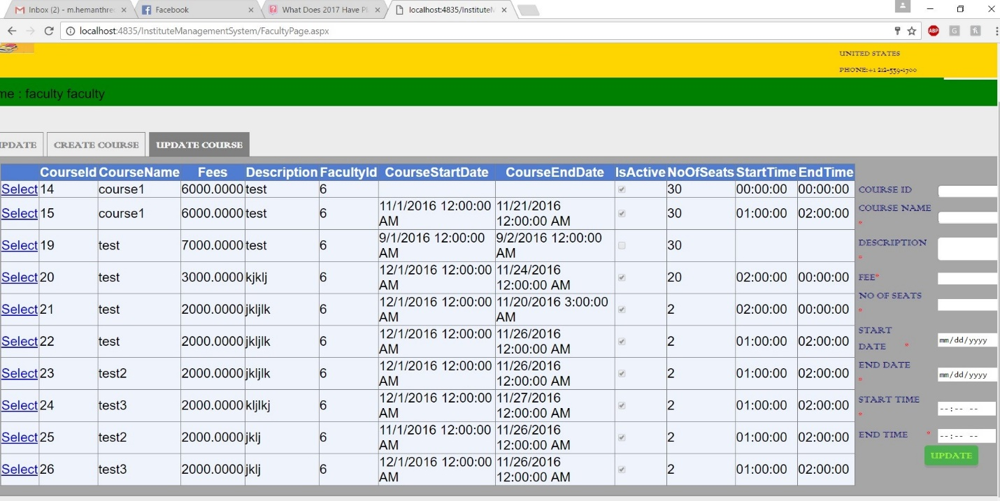 Inbox (2) - m.hemanthred
Facebook
What Does 2017 Have Pl
localhost:4835/InstituteM
localhost:4835/InstituteManagementSystem/FacultyPage.aspx
ABP
UNITED STATES
PHONE:+1 212-539-1700
me : faculty faculty
UPDATE CREATE COURSE UPDATE COURSE
CourseId CourseName Fees Description FacultyId CourseStartDate CourseEndDate IsActive NoOfSeats StartTime EndTime
Select 14 course1 6000.0000 test 6 30 00:00:00 00:00:00
Select 15 course1 6000.0000 test 6 11/1/2016 12:00:00 AM 11/21/2016 12:00:00 AM 30 01:00:00 02:00:00
Select 19 test 7000.0000 test 6 9/1/2016 12:00:00 AM 9/2/2016 12:00:00 AM 30
Select 20 test 3000.0000 kjklj 6 12/1/2016 12:00:00 AM 11/24/2016 12:00:00 AM 20 02:00:00 00:00:00
Select 21 test 2000.0000 jkljlk 6 12/1/2016 12:00:00 AM 11/20/2016 3:00:00 AM 2 02:00:00 00:00:00
Select 22 test 2000.0000 jkljlk 6 12/1/2016 12:00:00 AM 11/26/2016 12:00:00 AM 2 01:00:00 02:00:00
Select 23 test2 2000.0000 jkljlk 6 12/1/2016 12:00:00 AM 11/26/2016 12:00:00 AM 2 01:00:00 02:00:00
Select 24 test3 2000.0000 kljlkj 6 12/1/2016 12:00:00 AM 11/27/2016 12:00:00 AM 2 01:00:00 02:00:00
Select 25 test2 2000.0000 jklj 6 11/1/2016 12:00:00 AM 11/26/2016 12:00:00 AM 2 01:00:00 02:00:00
Select 26 test3 2000.0000 jklj 6 12/1/2016 12:00:00 AM 11/26/2016 12:00:00 AM 2 01:00:00 02:00:00
COURSE ID
COURSE NAME
*
DESCRIPTION
*
FEE*
NO OF SEATS
*
START
DATE * mm/dd/yyyy
END DATE
* mm/dd/yyyy
START TIME
* --:-- --
END TIME * --:-- --
UPDATE